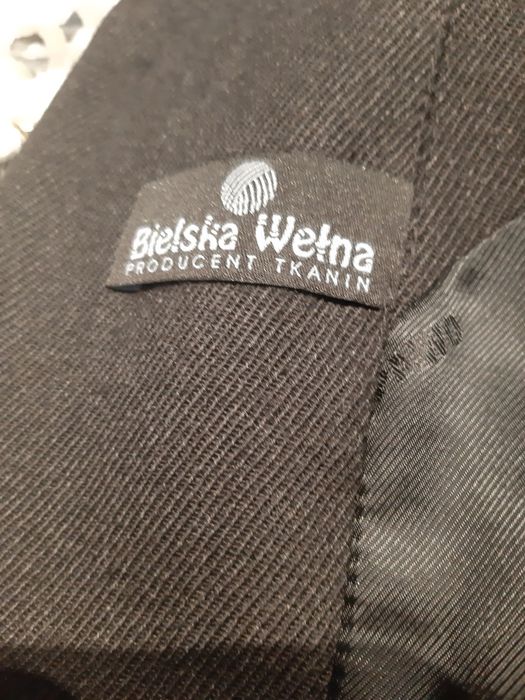 Bielska Wełna
PRODUCENT TKANIN